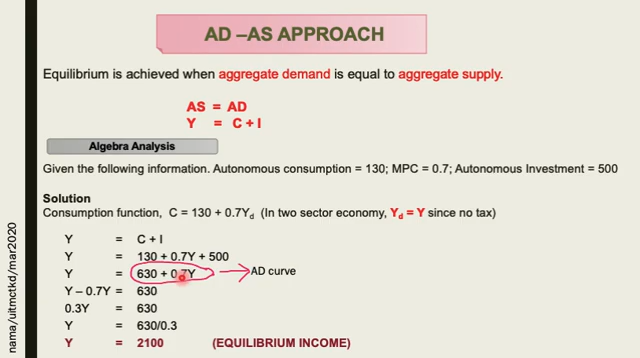 AD –AS APPROACH
Equilibrium is achieved when aggregate demand is equal to aggregate supply.
AS = AD
Y = C + I
Algebra Analysis
Given the following information. Autonomous consumption = 130; MPC = 0.7; Autonomous Investment = 500
Solution
Consumption function, C = 130 + 0.7Yd (In two sector economy, Yd = Y since no tax)
Y = C + I
Y = 130 + 0.7Y + 500
Y = 630 + 0.7Y AD curve
Y – 0.7Y = 630
0.3Y = 630
Y = 630/0.3
Y = 2100 (EQUILIBRIUM INCOME)
nama/uitmctkd/mar2020